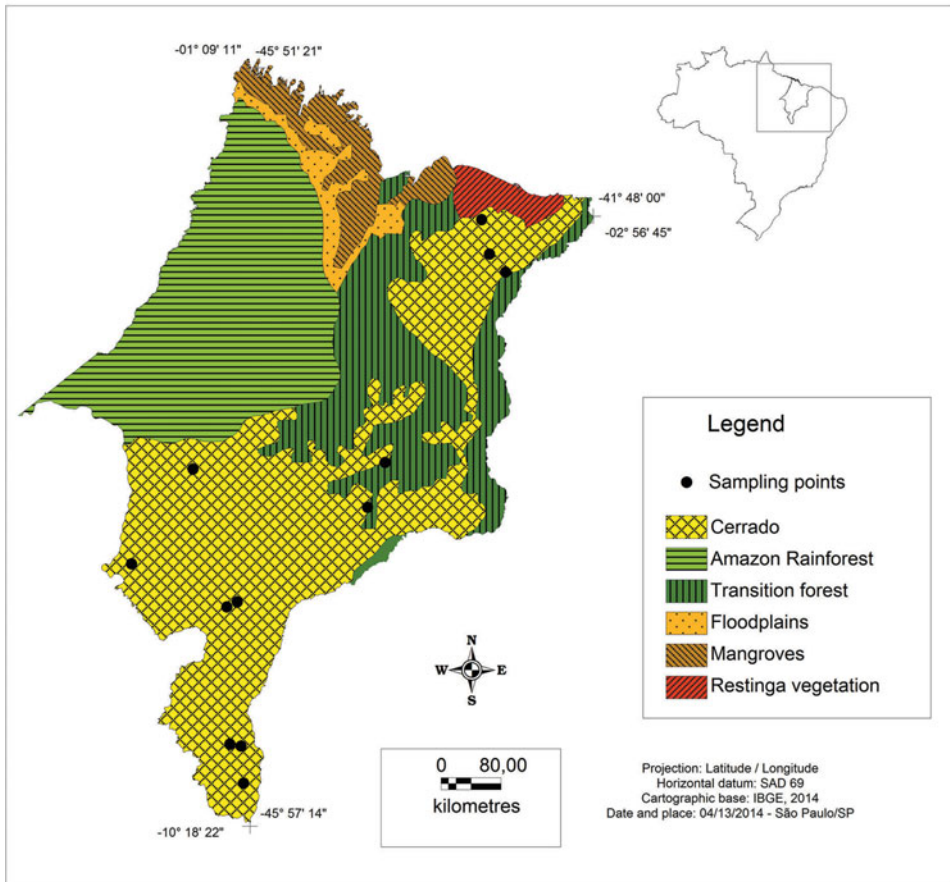 -01° 09' 11" -45° 51' 21"
-41° 48' 00"
-02° 56' 45"
Legend
Sampling points
Cerrado
Amazon Rainforest
Transition forest
Floodplains
Mangroves
Restinga vegetation
N
W E
S
0 80,00
kilometres
-45° 57' 14"
-10° 18' 22"
Projection: Latitude / Longitude
Horizontal datum: SAD 69
Cartographic base: IBGE, 2014
Date and place: 04/13/2014 - São Paulo/SP